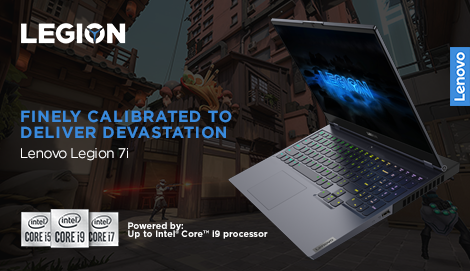 LEGION
Lenovo
LEGION
FINELY CALIBRATED TO
DELIVER DEVASTATION
Lenovo Legion 7i
intel
CORE i5
intel
CORE i9
intel
CORE i7
Powered by:
Up to Intel® Core™ i9 processor